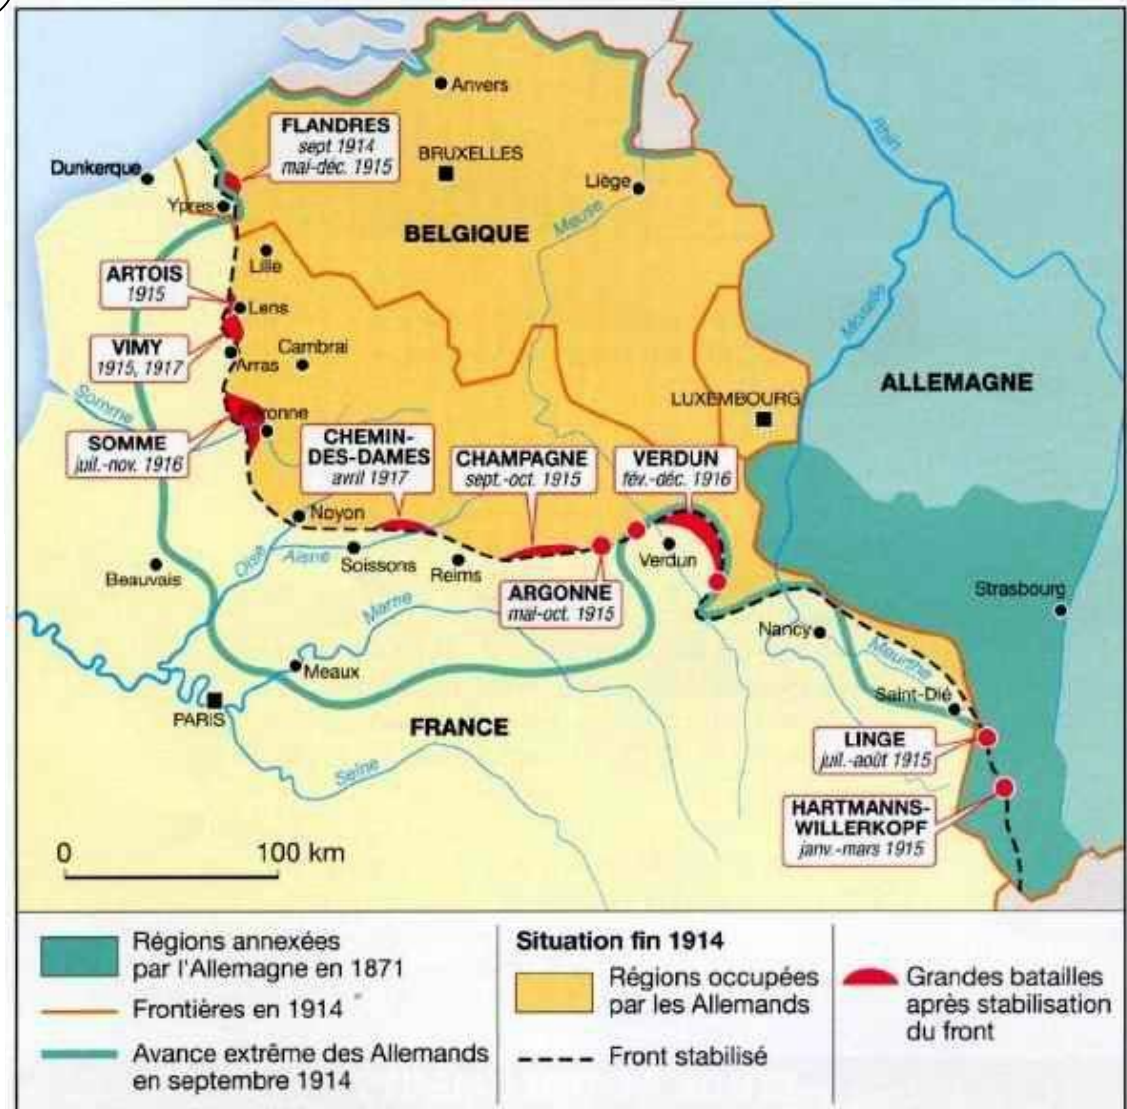 Anvers
FLANDRES
sept 1914
mai-déc. 1915
BRUXELLES
Dunkerque
Liège
Ypres
Meuse
Rhin
BELGIQUE
Lille
ARTOIS
1915
Lens
Moselle
VIMY
1915, 1917
Cambrai
Arras
ALLEMAGNE
Somme
LUXEMBOURG
ronne
SOMME
juil.-nov. 1916
CHEMIN-
DES-DAMES
avril 1917
CHAMPAGNE
sept.-oct. 1915
VERDUN
fév.-déc. 1916
Noyon
Oise
Aisne
Soissons
Reims
Verdun
Beauvais
ARGONNE
mai-oct. 1915
Strasbourg
Marne
Nancy
Meurthe
Meaux
Saint-Dié
PARIS
FRANCE
LINGE
juil.-août 1915
Seine
HARTMANNS-
WILLERKOPF
janv.-mars 1915
0 100 km
Régions annexées
par l'Allemagne en 1871
Frontières en 1914
Avance extrême des Allemands
en septembre 1914
Situation fin 1914
Régions occupées
par les Allemands
Front stabilisé
Grandes batailles
après stabilisation
du front